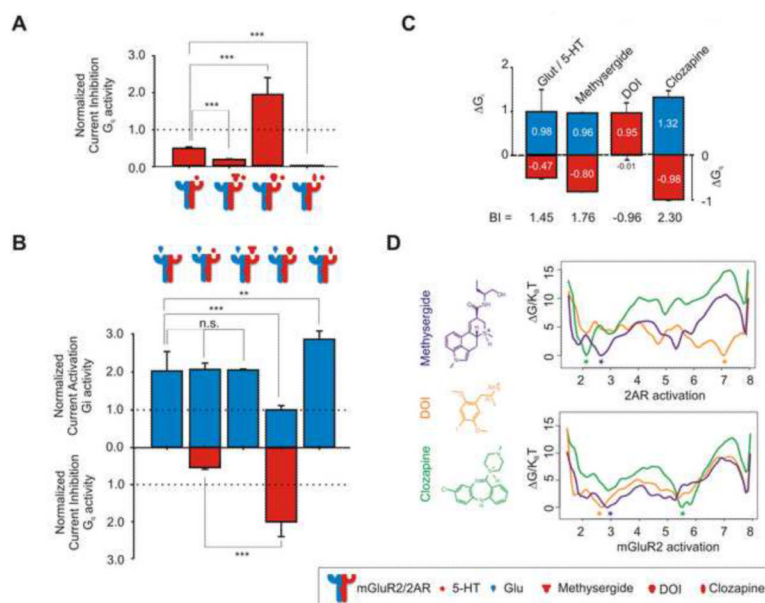 A
Normalized
Current Inhibition
Gq activity
3.0
2.0
1.0
0.0
***
***
***
B
Normalized
Current Activation
Gi activity
3.0
2.0
1.0
0.0
**
***
n.s.
Normalized
Current Inhibition
Gq activity
1.0
2.0
3.0
***
C
Glut / 5-HT
Methysergide
DOI
Clozapine
ΔGi
2
1
0
0.98
0.96
0.95
1.32
-0.47
-0.80
-0.01
-0.98
0
-1
ΔGq
BI = 1.45 1.76 -0.96 2.30
D
Methysergide
DOI
Clozapine
ΔG/KBT
15
10
5
0
2 3 4 5 6 7 8
2AR activation
ΔG/KBT
15
10
5
0
2 3 4 5 6 7 8
mGluR2 activation
mGluR2/2AR 5-HT Glu Methysergide DOI Clozapine